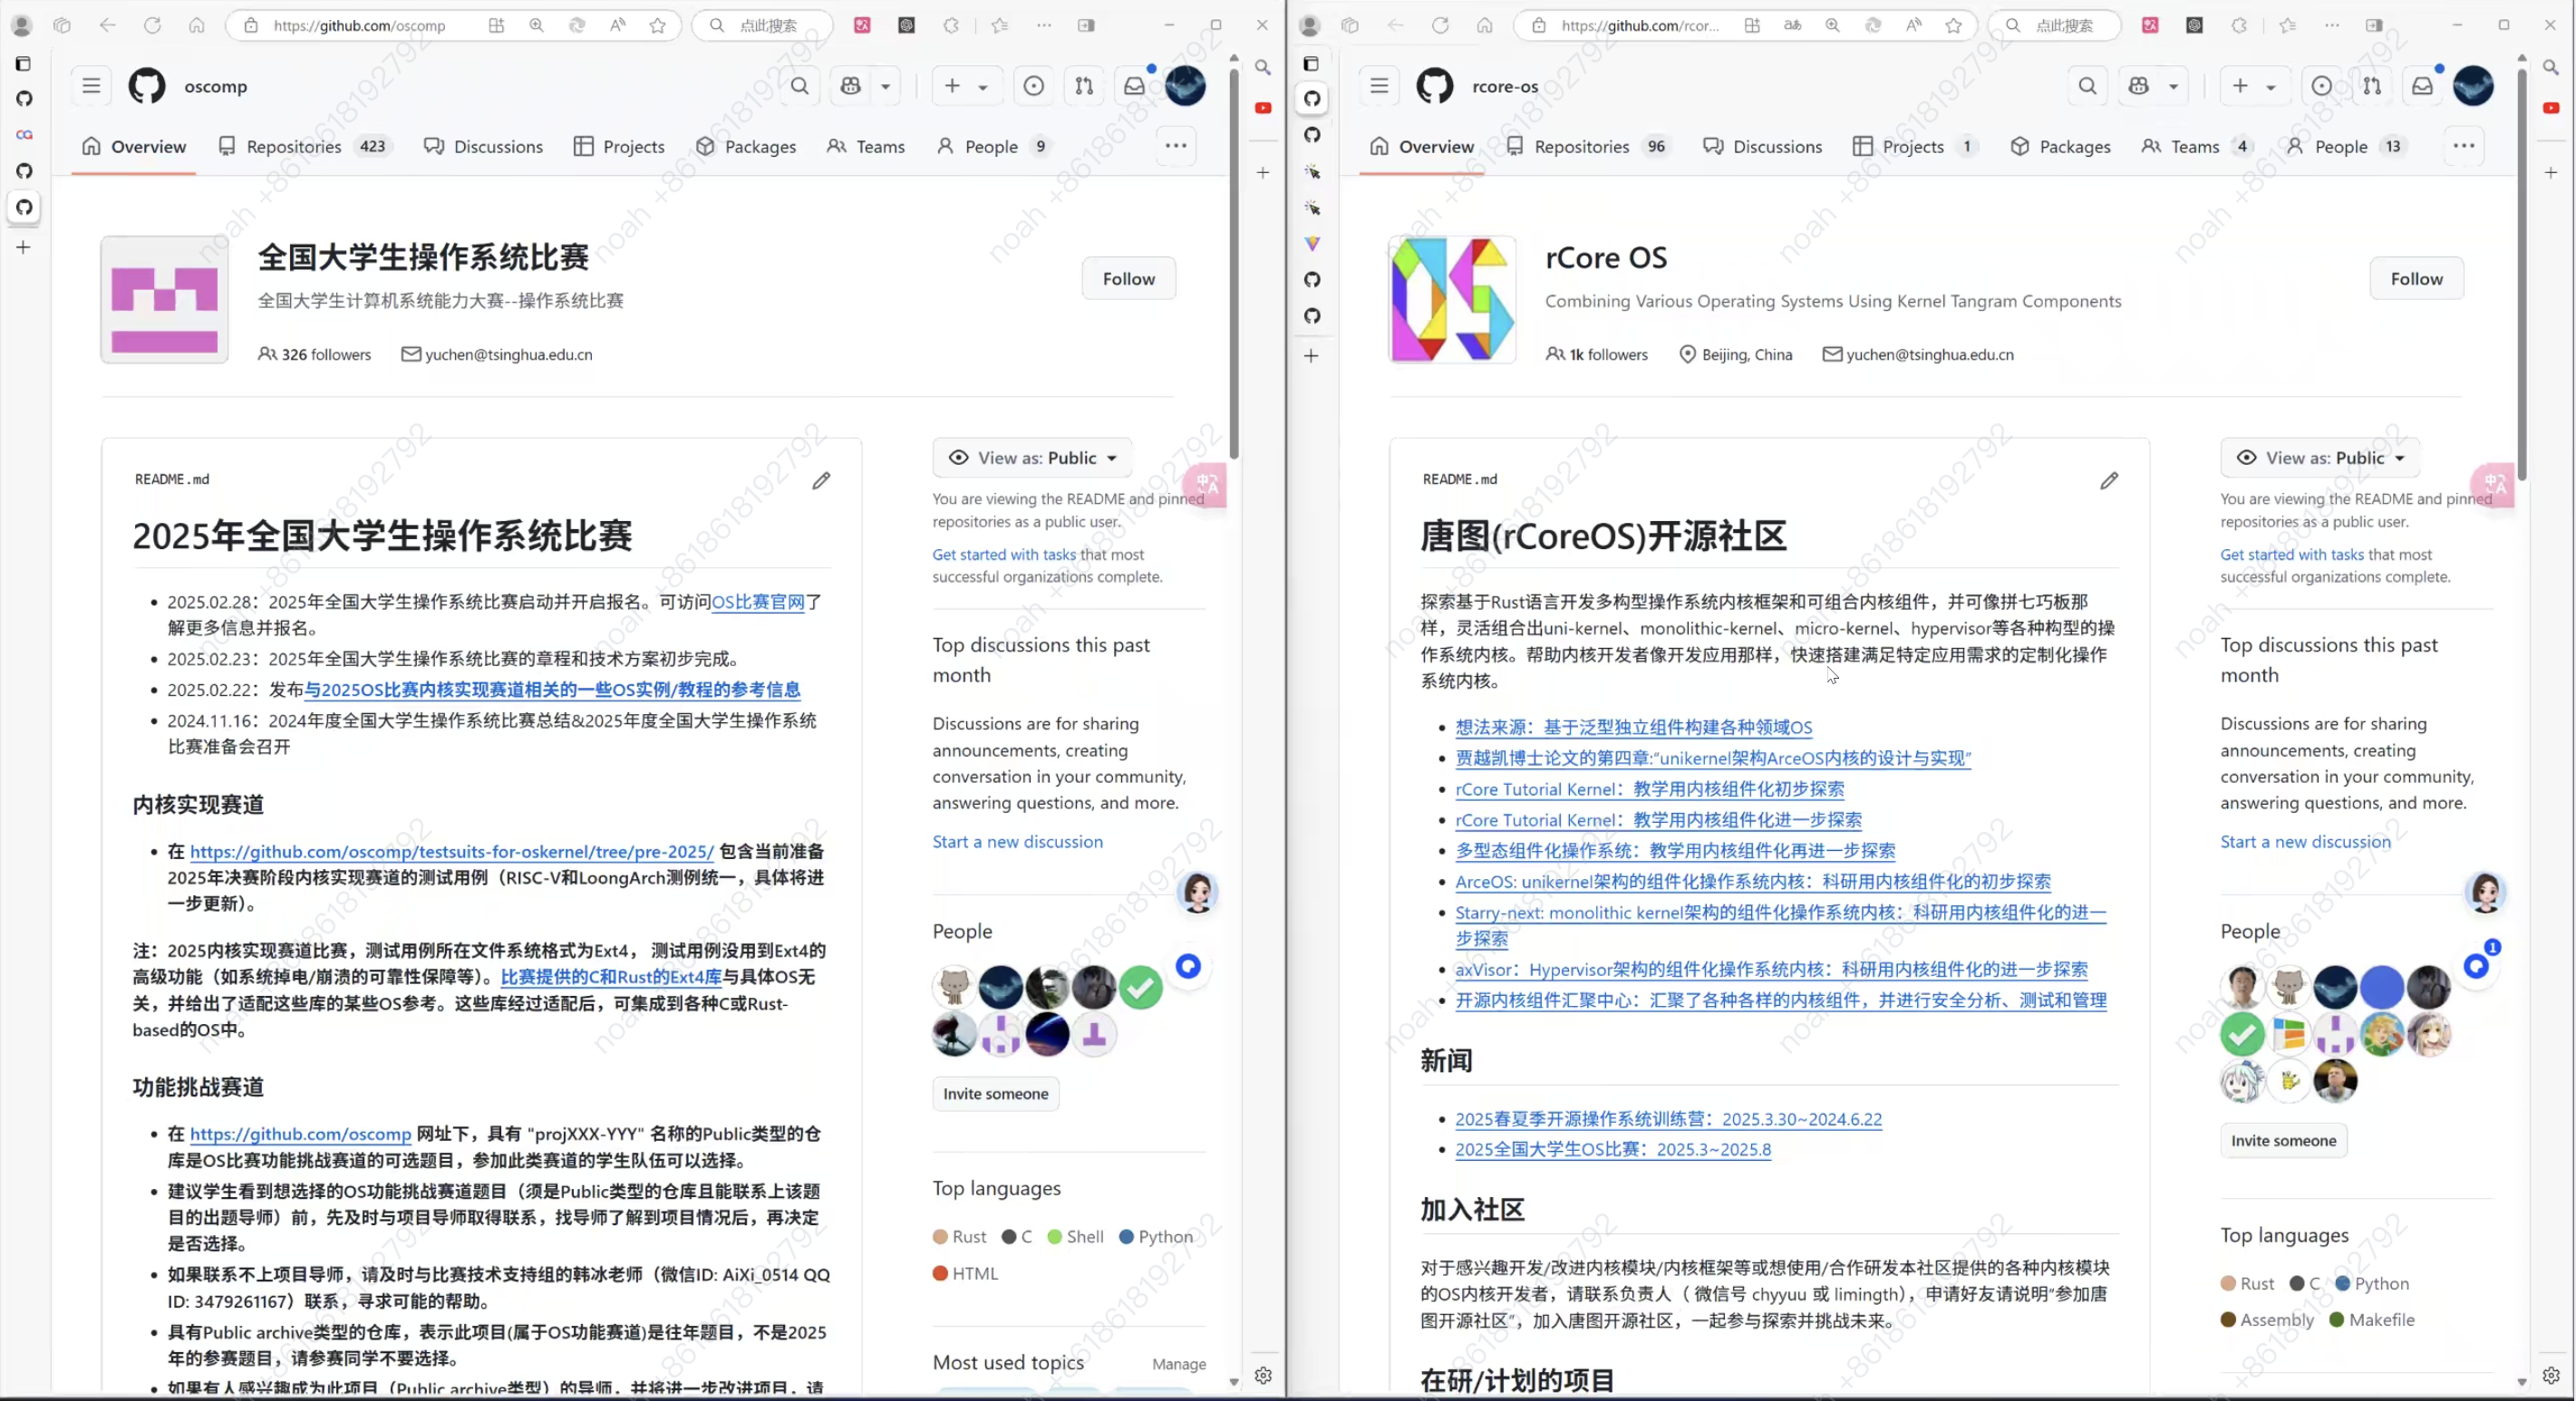 https://github.com/oscomp
点此搜索
oscomp
Overview
Repositories 423
Discussions
Projects
Packages
Teams
People 9
全国大学生操作系统比赛
全国大学生计算机系统能力大赛--操作系统比赛
326 followers
yuchen@tsinghua.edu.cn
Follow
README.md
2025年全国大学生操作系统比赛
2025.02.28：2025年全国大学生操作系统比赛启动并开启报名。可访问OS比赛官网了
解更多信息并报名。
2025.02.23：2025年全国大学生操作系统比赛的章程和技术方案初步完成。
2025.02.22：发布与2025OS比赛内核实现赛道相关的一些OS实例/教程的参考信息
2024.11.16：2024年度全国大学生操作系统比赛总结&2025年度全国大学生操作系统
比赛准备会召开
内核实现赛道
在 https://github.com/oscomp/testsuits-for-oskernel/tree/pre-2025/ 包含当前准备
2025年决赛阶段内核实现赛道的测试用例（RISC-V和LoongArch测例统一，具体将进
一步更新）。
注：2025内核实现赛道比赛，测试用例所在文件系统格式为Ext4， 测试用例没用到Ext4的
高级功能（如系统掉电/崩溃的可靠性保障等）。比赛提供的C和Rust的Ext4库与具体OS无
关，并给出了适配这些库的某些OS参考。这些库经过适配后，可集成到各种C或Rust-
based的OS中。
功能挑战赛道
在 https://github.com/oscomp 网址下，具有 "projXXX-YYY" 名称的Public类型的仓
库是OS比赛功能挑战赛道的可选题目，参加此类赛道的学生队伍可以选择。
建议学生看到想选择的OS功能挑战赛道题目（须是Public类型的仓库且能联系上该题
目的出题导师）前，先及时与项目导师取得联系，找导师了解到项目情况后，再决定
是否选择。
如果联系不上项目导师，请及时与比赛技术支持组的韩冰老师（微信ID: AiXi_0514 QQ
ID: 3479261167）联系，寻求可能的帮助。
具有Public archive类型的仓库，表示此项目(属于OS功能赛道)是往年题目，不是2025
年的参赛题目，请参赛同学不要选择。
如果有人感兴趣成为此项目（Public archive类型）的导师，并将进一步改进项目，请
View as: Public
You are viewing the README and pinned
repositories as a public user.
Get started with tasks that most
successful organizations complete.
Top discussions this past
month
Discussions are for sharing
announcements, creating
conversation in your community,
answering questions, and more.
Start a new discussion
People
Invite someone
Top languages
Rust C Shell Python
HTML
Most used topics
Manage
https://github.com/rcor...
点此搜索
rcore-os
Overview
Repositories 96
Discussions
Projects 1
Packages
Teams 4
People 13
rCore OS
Combining Various Operating Systems Using Kernel Tangram Components
1k followers
Beijing, China
yuchen@tsinghua.edu.cn
Follow
README.md
唐图(rCoreOS)开源社区
探索基于Rust语言开发多构型操作系统内核框架和可组合内核组件，并可像拼七巧板那
样，灵活组合出uni-kernel、monolithic-kernel、micro-kernel、hypervisor等各种构型的操
作系统内核。帮助内核开发者像开发应用那样，快速搭建满足特定应用需求的定制化操作
系统内核。
想法来源：基于泛型独立组件构建各种领域OS
贾越凯博士论文的第四章:“unikernel架构ArceOS内核的设计与实现”
rCore Tutorial Kernel：教学用内核组件化初步探索
rCore Tutorial Kernel：教学用内核组件化进一步探索
多型态组件化操作系统：教学用内核组件化再进一步探索
ArceOS: unikernel架构的组件化操作系统内核：科研用内核组件化的初步探索
Starry-next: monolithic kernel架构的组件化操作系统内核：科研用内核组件化的进一
步探索
axVisor：Hypervisor架构的组件化操作系统内核：科研用内核组件化的进一步探索
开源内核组件汇聚中心：汇聚了各种各样的内核组件，并进行安全分析、测试和管理
新闻
2025春夏季开源操作系统训练营：2025.3.30~2024.6.22
2025全国大学生OS比赛：2025.3~2025.8
加入社区
对于感兴趣开发/改进内核模块/内核框架等或想使用/合作研发本社区提供的各种内核模块
的OS内核开发者，请联系负责人（ 微信号 chyyuu 或 limingth），申请好友请说明“参加唐
图开源社区”，加入唐图开源社区，一起参与探索并挑战未来。
在研/计划的项目
View as: Public
You are viewing the README and pinned
repositories as a public user.
Get started with tasks that most
successful organizations complete.
Top discussions this past
month
Discussions are for sharing
announcements, creating
conversation in your community,
answering questions, and more.
Start a new discussion
People
1
Invite someone
Top languages
Rust C Python
Assembly Makefile
noah +8618618192792